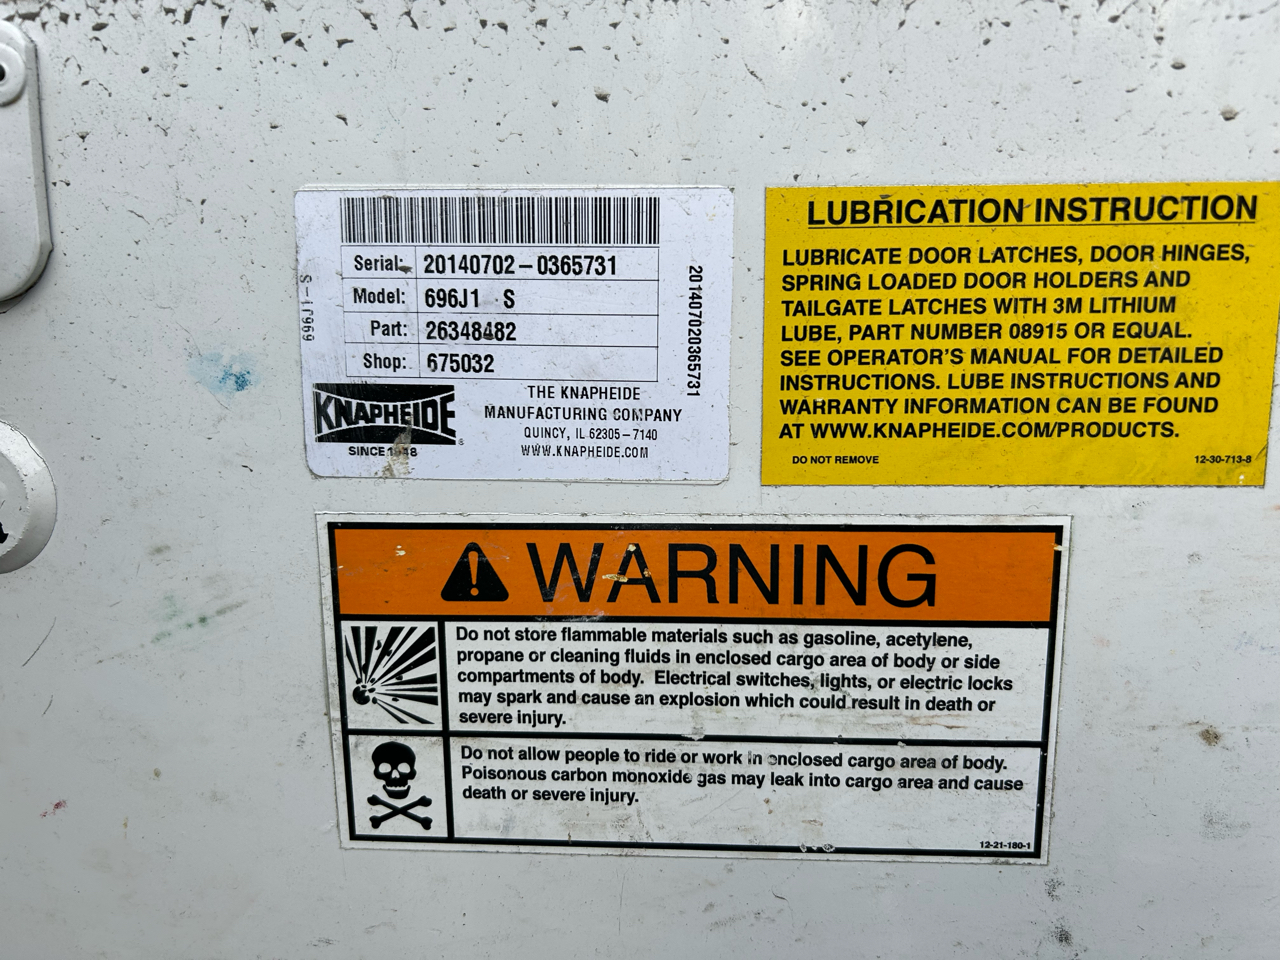 Serial: 20140702-0365731
Model: 696J1 S
Part: 26348482
Shop: 675032
201407020365731
696J1-S
KNAPHEIDE®
SINCE 1848
THE KNAPHEIDE
MANUFACTURING COMPANY
QUINCY, IL 62305-7140
WWW.KNAPHEIDE.COM
LUBRICATION INSTRUCTION
LUBRICATE DOOR LATCHES, DOOR HINGES,
SPRING LOADED DOOR HOLDERS AND
TAILGATE LATCHES WITH 3M LITHIUM
LUBE, PART NUMBER 08915 OR EQUAL.
SEE OPERATOR'S MANUAL FOR DETAILED
INSTRUCTIONS. LUBE INSTRUCTIONS AND
WARRANTY INFORMATION CAN BE FOUND
AT WWW.KNAPHEIDE.COM/PRODUCTS.
DO NOT REMOVE 12-30-713-8
WARNING
Do not store flammable materials such as gasoline, acetylene,
propane or cleaning fluids in enclosed cargo area of body or side
compartments of body. Electrical switches, lights, or electric locks
may spark and cause an explosion which could result in death or
severe injury.
Do not allow people to ride or work in enclosed cargo area of body.
Poisonous carbon monoxide gas may leak into cargo area and cause
death or severe injury.
12-21-180-1